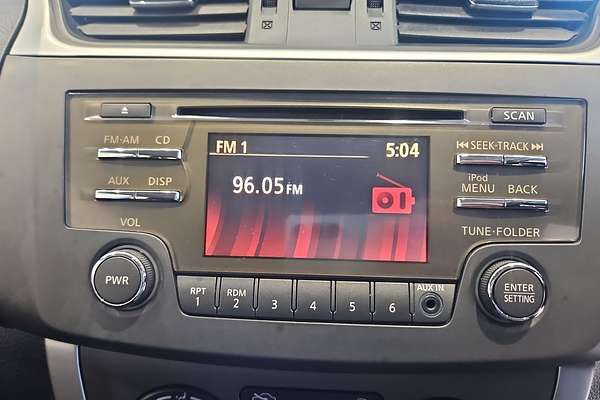 SCAN
FM·AM CD
FM 1 5:04
SEEK·TRACK
96.05 FM
AUX DISP
iPod
MENU BACK
VOL
TUNE·FOLDER
PWR
RPT
1
RDM
2
3
4
5
6
AUX IN
ENTER
SETTING